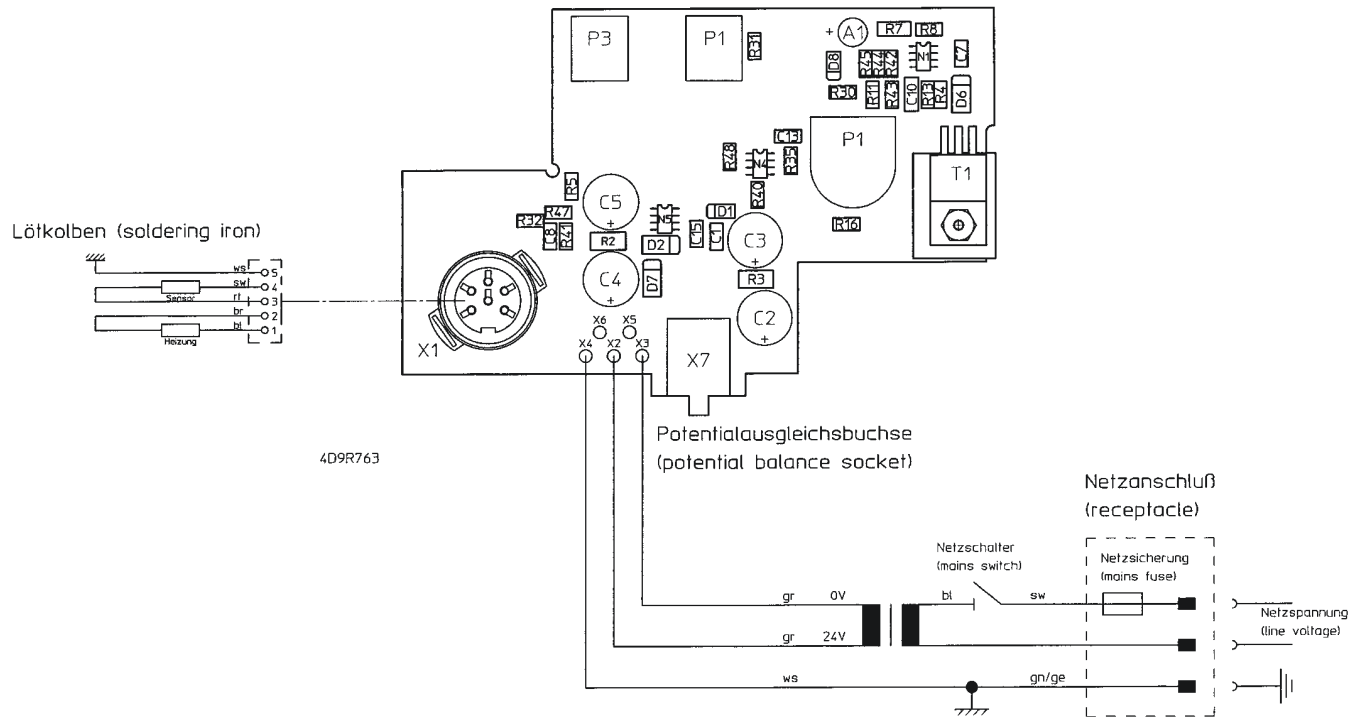 P3
P1
R31
+ A1
R7
R8
D8
R45
R44
R42
N1
C7
R30
R11
R43
C10
R13
R4
D6
C13
P1
R48
N4
R35
T1
R5
C5
+
R40
R47
R32
C8
R41
N5
D1
R16
R2
D2
C15
C1
C3
+
Lötkolben (soldering iron)
ws 5
sw 4
Sensor
rt 3
br 2
bl 1
Heizung
C4
+
D7
R3
C2
+
X1
X6
X5
X4
X2
X3
X7
Potentialausgleichsbuchse
(potential balance socket)
4D9R763
Netzanschluß
(receptacle)
Netzschalter
(mains switch)
Netzsicherung
(mains fuse)
gr 0V
bl
sw
Netzspannung
(line voltage)
gr 24V
ws
gn/ge